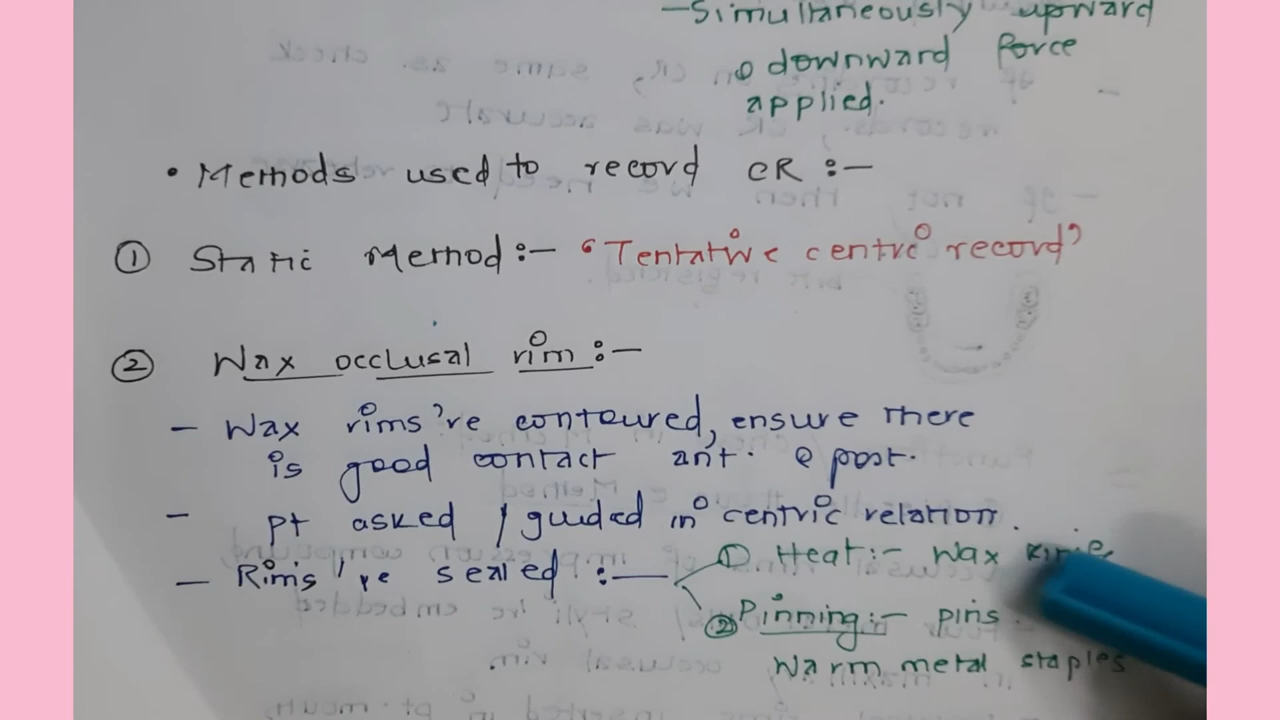 -Simultaneously upward
& downward force
applied.
• Methods used to record CR :-
① Static Method :- "Tentative centric record"
② Wax occlusal rim :-
- Wax rims 're contoured, ensure there
is good contact ant. & post.
- pt asked / guided in centric relation.
- Rims 're sealed :-
① Heat :- Wax
② Pinning :- pins.
Warm metal staples